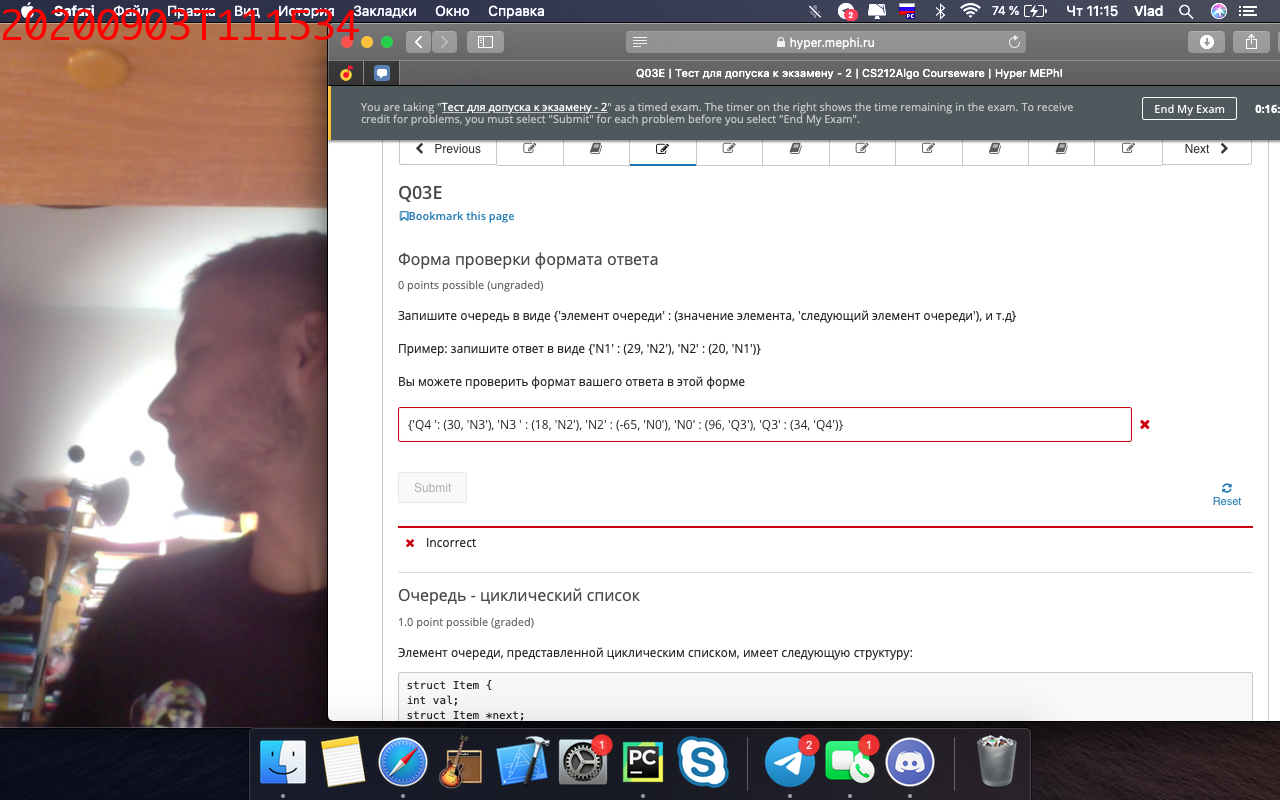 Safari Файл Правка Вид История Закладки Окно Справка 2 РС 74 % Чт 11:15 Vlad
20200903T111534
hyper.mephi.ru
Q03E | Тест для допуска к экзамену - 2 | CS212Algo Courseware | Hyper MEPhI
You are taking "Тест для допуска к экзамену - 2" as a timed exam. The timer on the right shows the time remaining in the exam. To receive
credit for problems, you must select "Submit" for each problem before you select "End My Exam".
End My Exam
0:16:
Previous
Next
Q03E
Bookmark this page
Форма проверки формата ответа
0 points possible (ungraded)
Запишите очередь в виде {'элемент очереди' : (значение элемента, 'следующий элемент очереди'), и т.д}
Пример: запишите ответ в виде {'N1' : (29, 'N2'), 'N2' : (20, 'N1')}
Вы можете проверить формат вашего ответа в этой форме
{'Q4 ': (30, 'N3'), 'N3 ' : (18, 'N2'), 'N2' : (-65, 'N0'), 'N0' : (96, 'Q3'), 'Q3' : (34, 'Q4')}
Submit
Reset
Incorrect
Очередь - циклический список
1.0 point possible (graded)
Элемент очереди, представленной циклическим списком, имеет следующую структуру:
struct Item {
int val;
struct Item *next;
1
PC
2
1